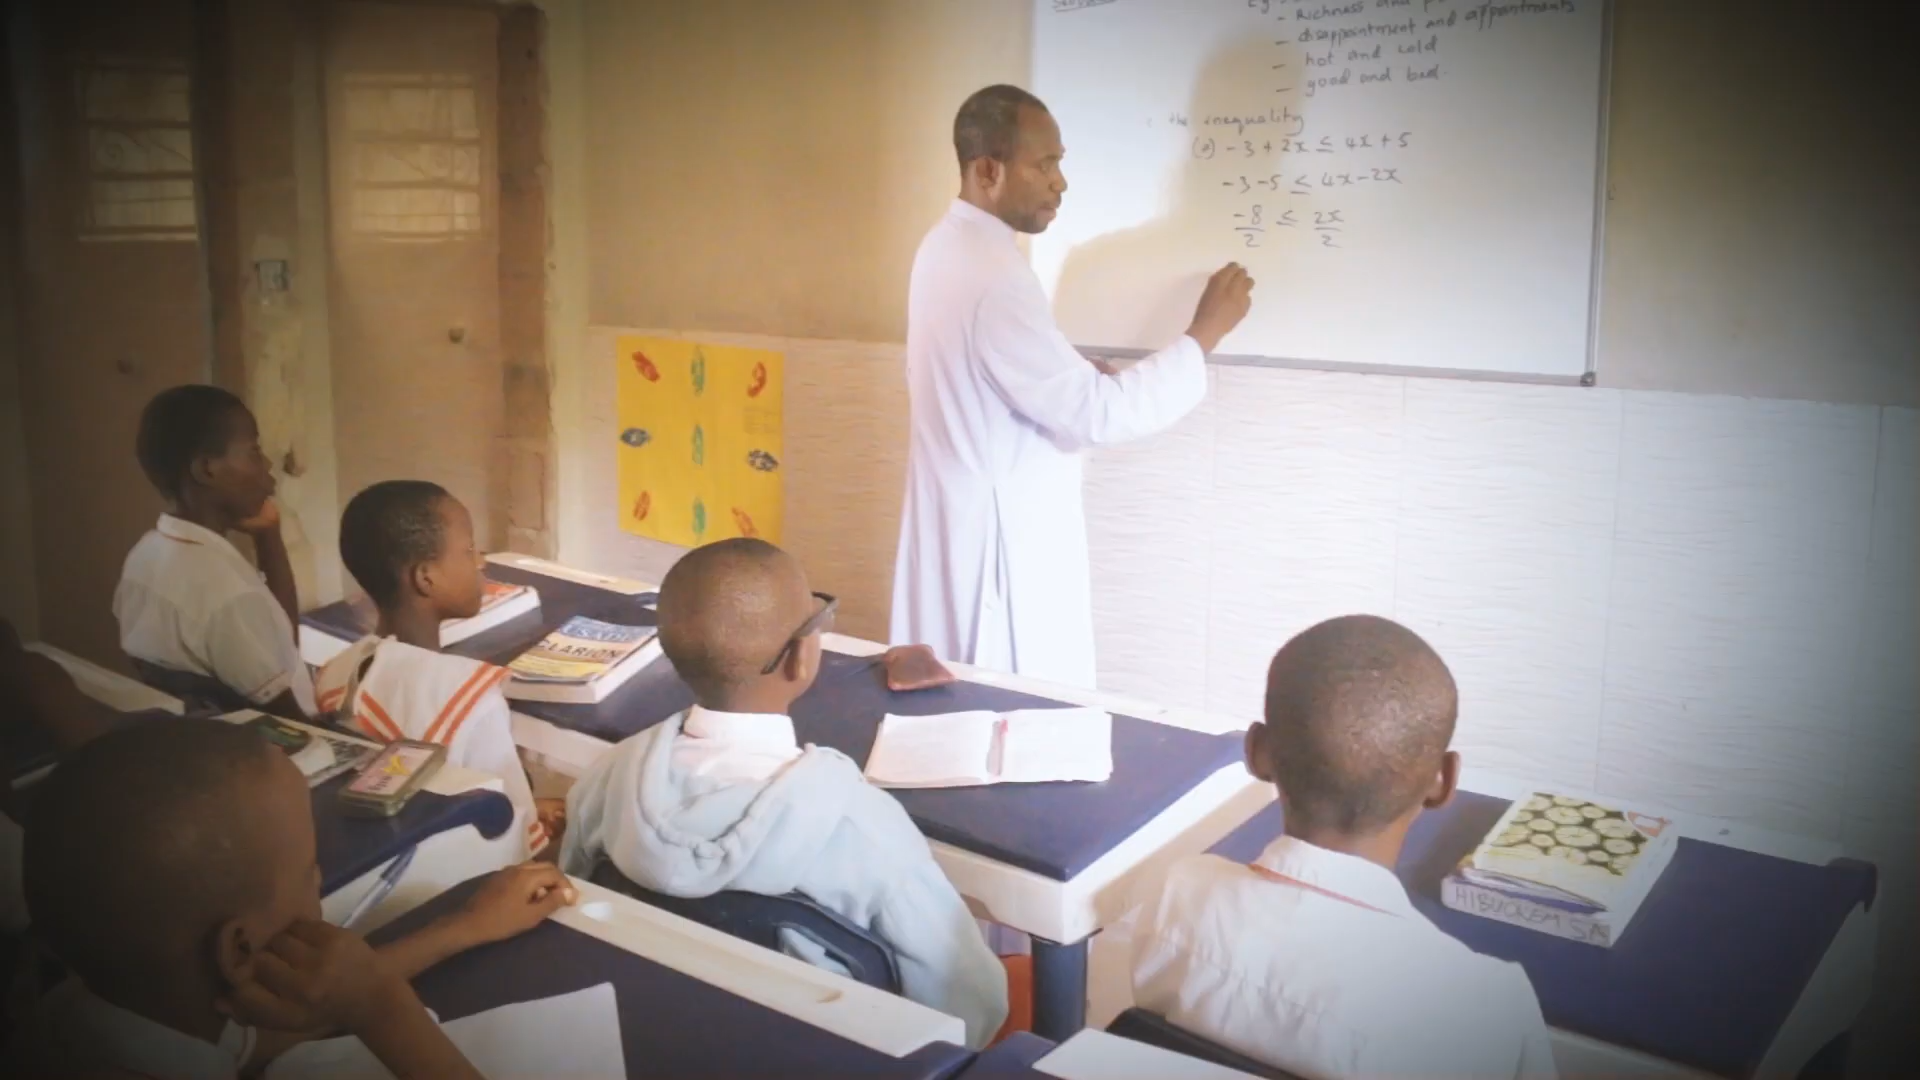 Eg
- Richness and
- disappointment and appointments
- hot and cold
- good and bad.
the inequality
(a) -3 + 2x ≤ 4x + 5
-3-5 ≤ 4x-2x
-8/2 ≤ 2x/2
CLARION
HIBUOKEM SA